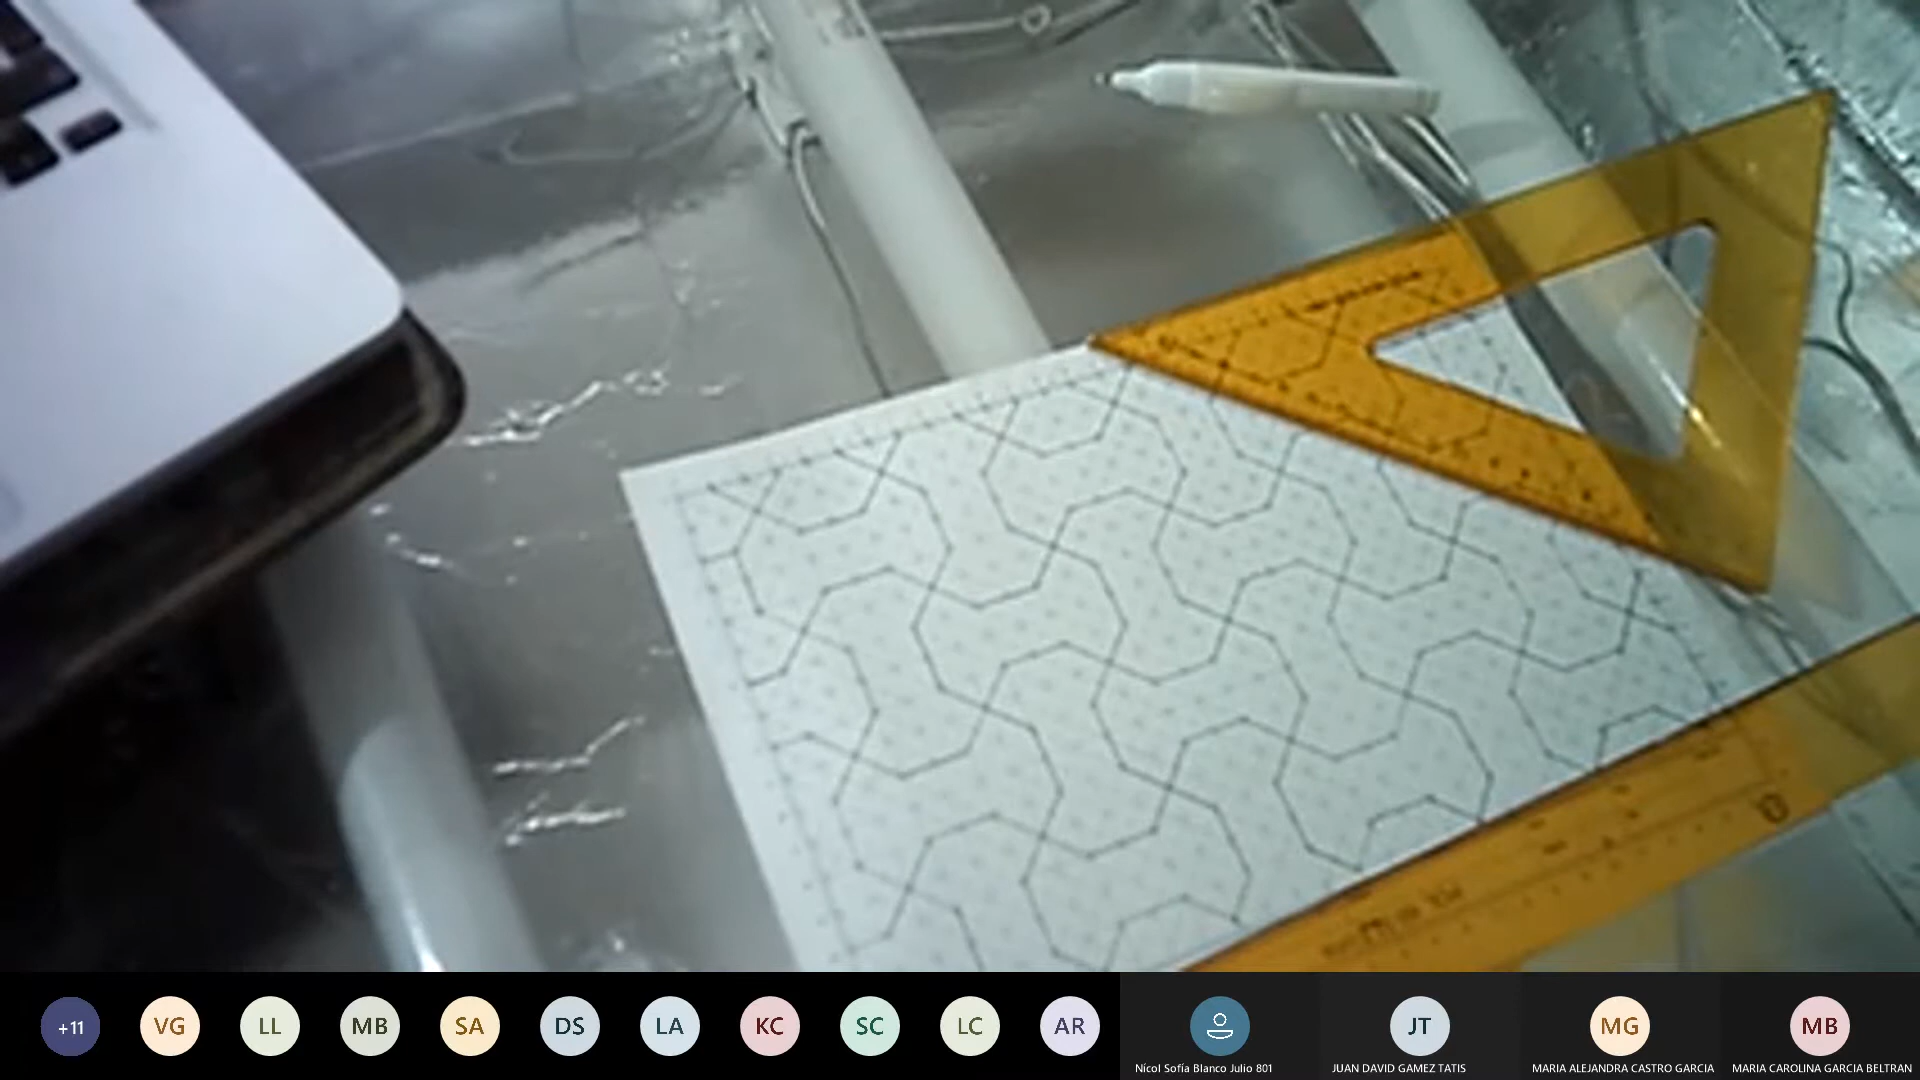 +11
VG
LL
MB
SA
DS
LA
KC
SC
LC
AR
JT
MG
MB
Nícol Sofía Blanco Julio 801
JUAN DAVID GAMEZ TATIS
MARIA ALEJANDRA CASTRO GARCIA
MARIA CAROLINA GARCIA BELTRAN